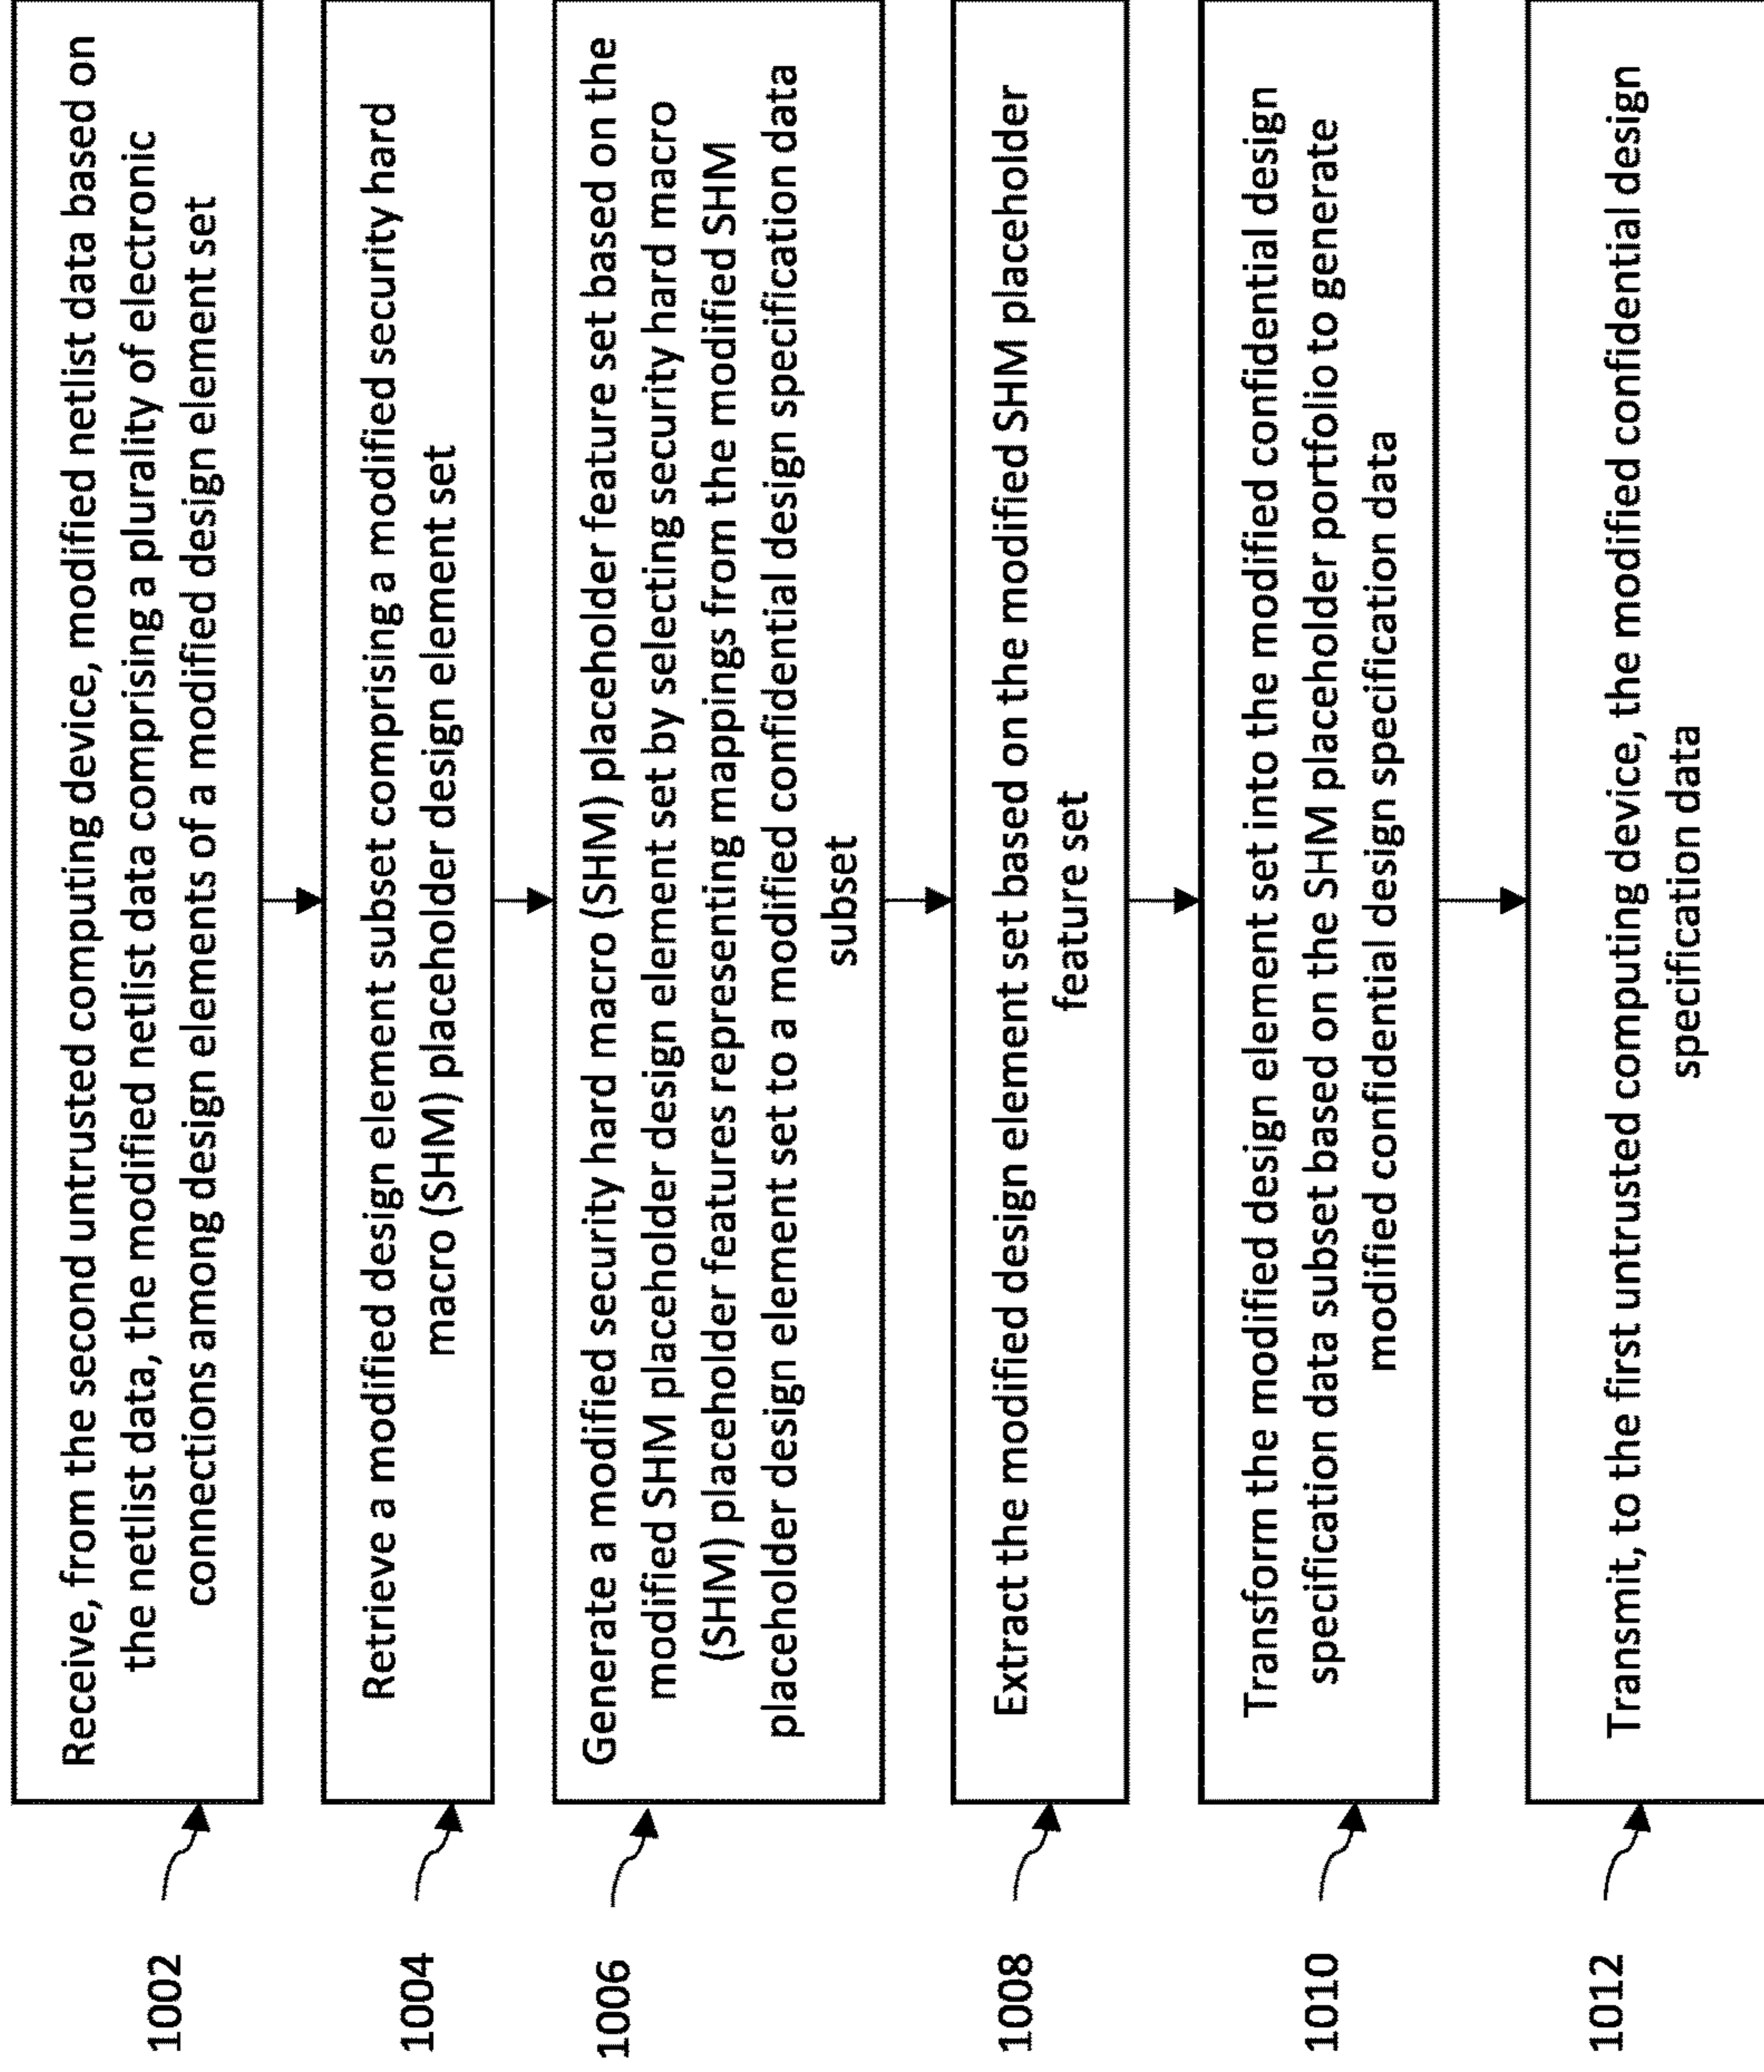 1002
Receive, from the second untrusted computing device, modified netlist data based on
the netlist data, the modified netlist data comprising a plurality of electronic
connections among design elements of a modified design element set
1004
Retrieve a modified design element subset comprising a modified security hard
macro (SHM) placeholder design element set
1006
Generate a modified security hard macro (SHM) placeholder feature set based on the
modified SHM placeholder design element set by selecting security hard macro
(SHM) placeholder features representing mappings from the modified SHM
placeholder design element set to a modified confidential design specification data
subset
1008
Extract the modified design element set based on the modified SHM placeholder
feature set
1010
Transform the modified design element set into the modified confidential design
specification data subset based on the SHM placeholder portfolio to generate
modified confidential design specification data
1012
Transmit, to the first untrusted computing device, the modified confidential design
specification data